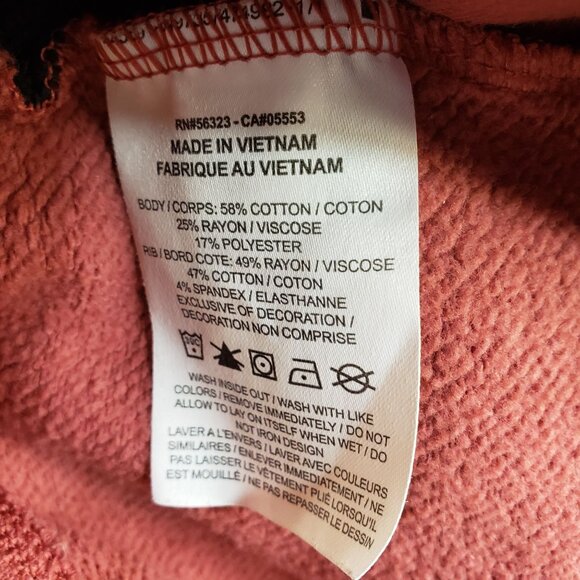 RN#56323 - CA#05553
MADE IN VIETNAM
FABRIQUE AU VIETNAM
BODY / CORPS: 58% COTTON / COTON
25% RAYON / VISCOSE
17% POLYESTER
RIB / BORD COTE: 49% RAYON / VISCOSE
47% COTTON / COTON
4% SPANDEX / ELASTHANNE
EXCLUSIVE OF DECORATION /
DECORATION NON COMPRISE
30C
WASH INSIDE OUT / WASH WITH LIKE
COLORS / REMOVE IMMEDIATELY / DO NOT
ALLOW TO LAY ON ITSELF WHEN WET / DO
NOT IRON DESIGN
LAVER A L'ENVERS / LAVER AVEC COULEURS
SIMILAIRES / ENLEVER IMMEDIATEMENT / NE
PAS LAISSER LE VÊTEMENT PLIÉ LORSQU'IL
EST MOUILLÉ / NE PAS REPASSER LE DESSIN